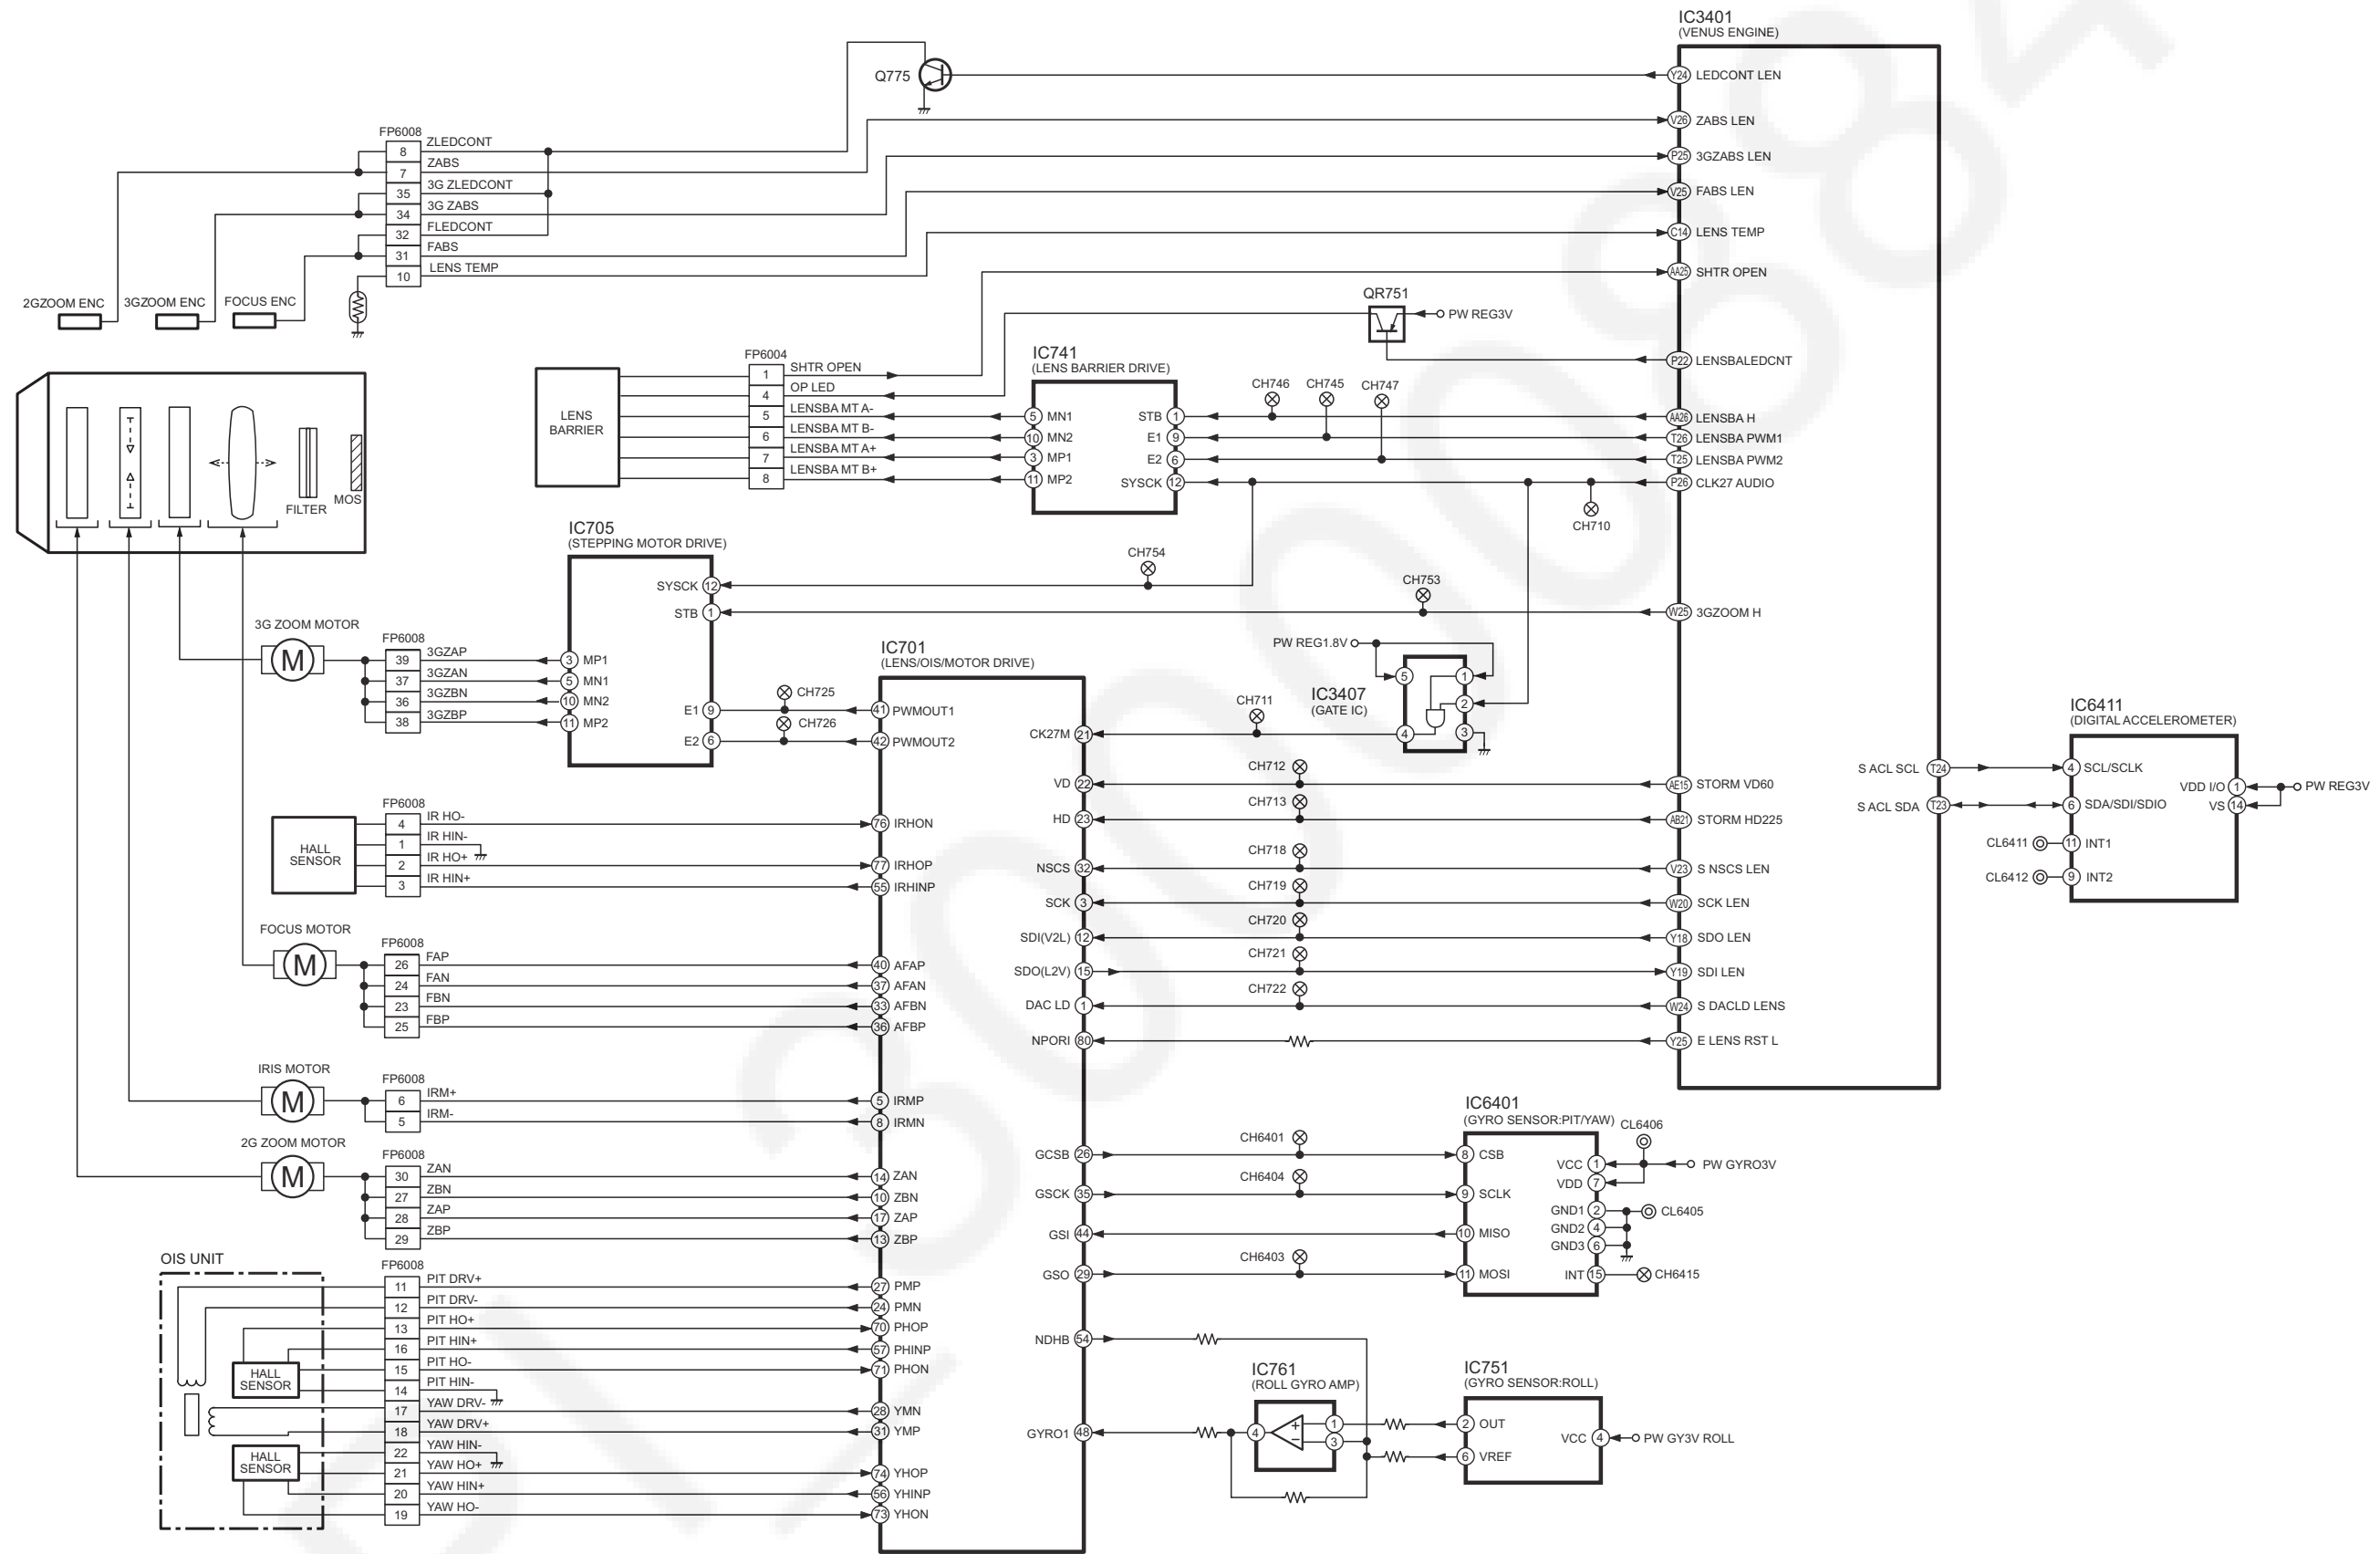 IC3401
(VENUS ENGINE)
Q775
Y24 LEDCONT LEN
V26 ZABS LEN
P25 3GZABS LEN
V25 FABS LEN
C14 LENS TEMP
AA25 SHTR OPEN
P22 LENSBALEDCNT
AA26 LENSBA H
T26 LENSBA PWM1
T25 LENSBA PWM2
P26 CLK27 AUDIO
W25 3GZOOM H
AE15 STORM VD60
AB21 STORM HD225
V23 S NSCS LEN
W20 SCK LEN
Y18 SDO LEN
Y19 SDI LEN
W24 S DACLD LENS
Y25 E LENS RST L
S ACL SCL T24
S ACL SDA T23
FP6008
8 ZLEDCONT
7 ZABS
35 3G ZLEDCONT
34 3G ZABS
32 FLEDCONT
31 FABS
10 LENS TEMP
2GZOOM ENC
3GZOOM ENC
FOCUS ENC
QR751
PW REG3V
FILTER
MOS
LENS
BARRIER
FP6004
1 SHTR OPEN
4 OP LED
5 LENSBA MT A-
6 LENSBA MT B-
7 LENSBA MT A+
8 LENSBA MT B+
IC741
(LENS BARRIER DRIVE)
5 MN1
10 MN2
3 MP1
11 MP2
STB 1
E1 9
E2 6
SYSCK 12
CH746
CH745
CH747
CH710
CH754
CH753
IC705
(STEPPING MOTOR DRIVE)
SYSCK 12
STB 1
3 MP1
5 MN1
10 MN2
11 MP2
E1 9
E2 6
3G ZOOM MOTOR
M
FP6008
39 3GZAP
37 3GZAN
36 3GZBN
38 3GZBP
CH725
CH726
IC701
(LENS/OIS/MOTOR DRIVE)
41 PWMOUT1
42 PWMOUT2
76 IRHON
77 IRHOP
55 IRHINP
40 AFAP
37 AFAN
33 AFBN
36 AFBP
5 IRMP
8 IRMN
14 ZAN
10 ZBN
17 ZAP
13 ZBP
27 PMP
24 PMN
70 PHOP
57 PHINP
71 PHON
28 YMN
31 YMP
74 YHOP
56 YHINP
73 YHON
CK27M 21
VD 22
HD 23
NSCS 32
SCK 3
SDI(V2L) 12
SDO(L2V) 15
DAC LD 1
NPORI 80
GCSB 26
GSCK 35
GSI 44
GSO 29
NDHB 54
GYRO1 48
PW REG1.8V
IC3407
(GATE IC)
5
1
2
4
3
CH711
CH712
CH713
CH718
CH719
CH720
CH721
CH722
IC6411
(DIGITAL ACCELEROMETER)
4 SCL/SCLK
6 SDA/SDI/SDIO
11 INT1
9 INT2
VDD I/O 1
VS 14
PW REG3V
CL6411
CL6412
HALL
SENSOR
FP6008
4 IR HO-
1 IR HIN-
2 IR HO+
3 IR HIN+
FOCUS MOTOR
M
FP6008
26 FAP
24 FAN
23 FBN
25 FBP
IRIS MOTOR
M
FP6008
6 IRM+
5 IRM-
2G ZOOM MOTOR
M
FP6008
30 ZAN
27 ZBN
28 ZAP
29 ZBP
OIS UNIT
HALL
SENSOR
HALL
SENSOR
FP6008
11 PIT DRV+
12 PIT DRV-
13 PIT HO+
16 PIT HIN+
15 PIT HO-
14 PIT HIN-
17 YAW DRV-
18 YAW DRV+
22 YAW HIN-
21 YAW HO+
20 YAW HIN+
19 YAW HO-
CH6401
CH6404
CH6403
IC6401
(GYRO SENSOR:PIT/YAW)
8 CSB
9 SCLK
10 MISO
11 MOSI
VCC 1
VDD 7
GND1 2
GND2 4
GND3 6
INT 15
CL6406
PW GYRO3V
CL6405
CH6415
IC761
(ROLL GYRO AMP)
4
+
−
1
3
IC751
(GYRO SENSOR:ROLL)
2 OUT
6 VREF
VCC 4
PW GY3V ROLL